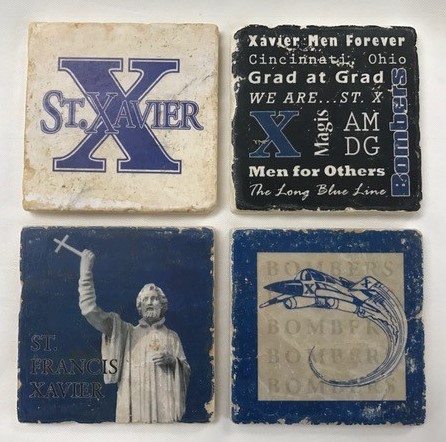 X
ST. XAVIER
Xavier Men Forever
Cincinnati, Ohio
Grad at Grad
WE ARE...ST. X
X
Magis
AM
DG
Bombers
Men for Others
The Long Blue Line
ST.
FRANCIS
XAVIER
BOMBERS
X
X
BOMBERS
BOMBERS
BOMBERS